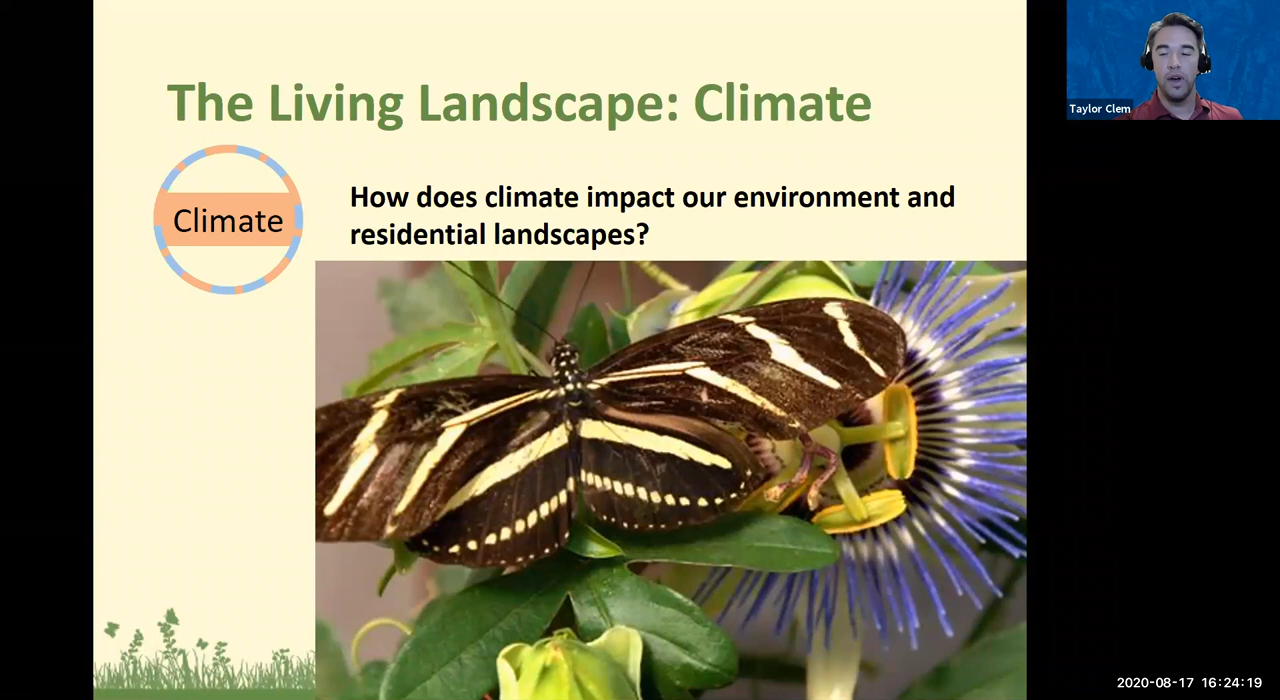 The Living Landscape: Climate
Climate
How does climate impact our environment and
residential landscapes?
Taylor Clem
2020-08-17 16:24:19